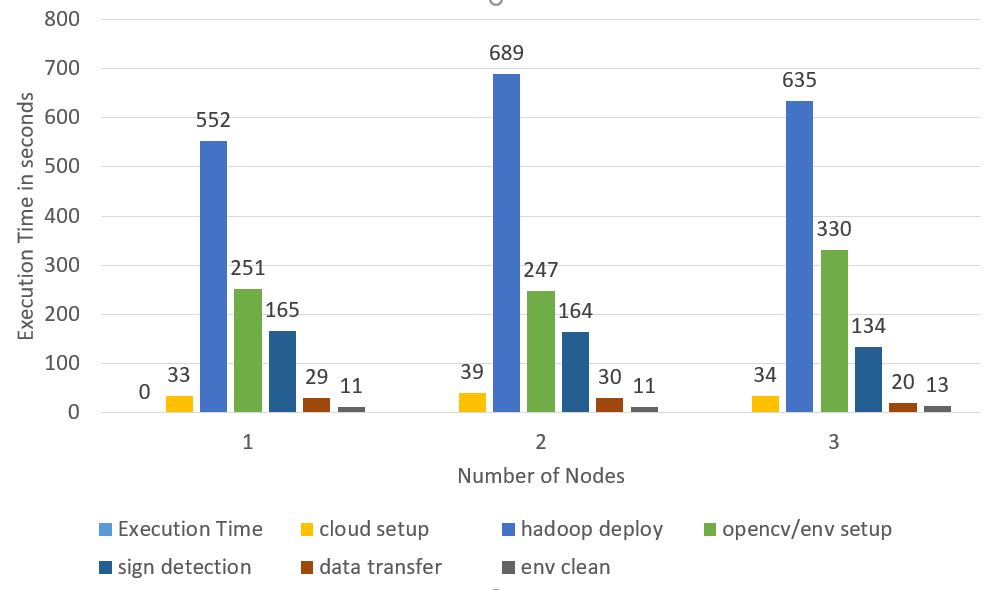 800
700
600
500
400
300
200
100
0
Execution Time in seconds
0 33 552 251 165 29 11
39 689 247 164 30 11
34 635 330 134 20 13
1 2 3
Number of Nodes
Execution Time cloud setup hadoop deploy opencv/env setup
sign detection data transfer env clean